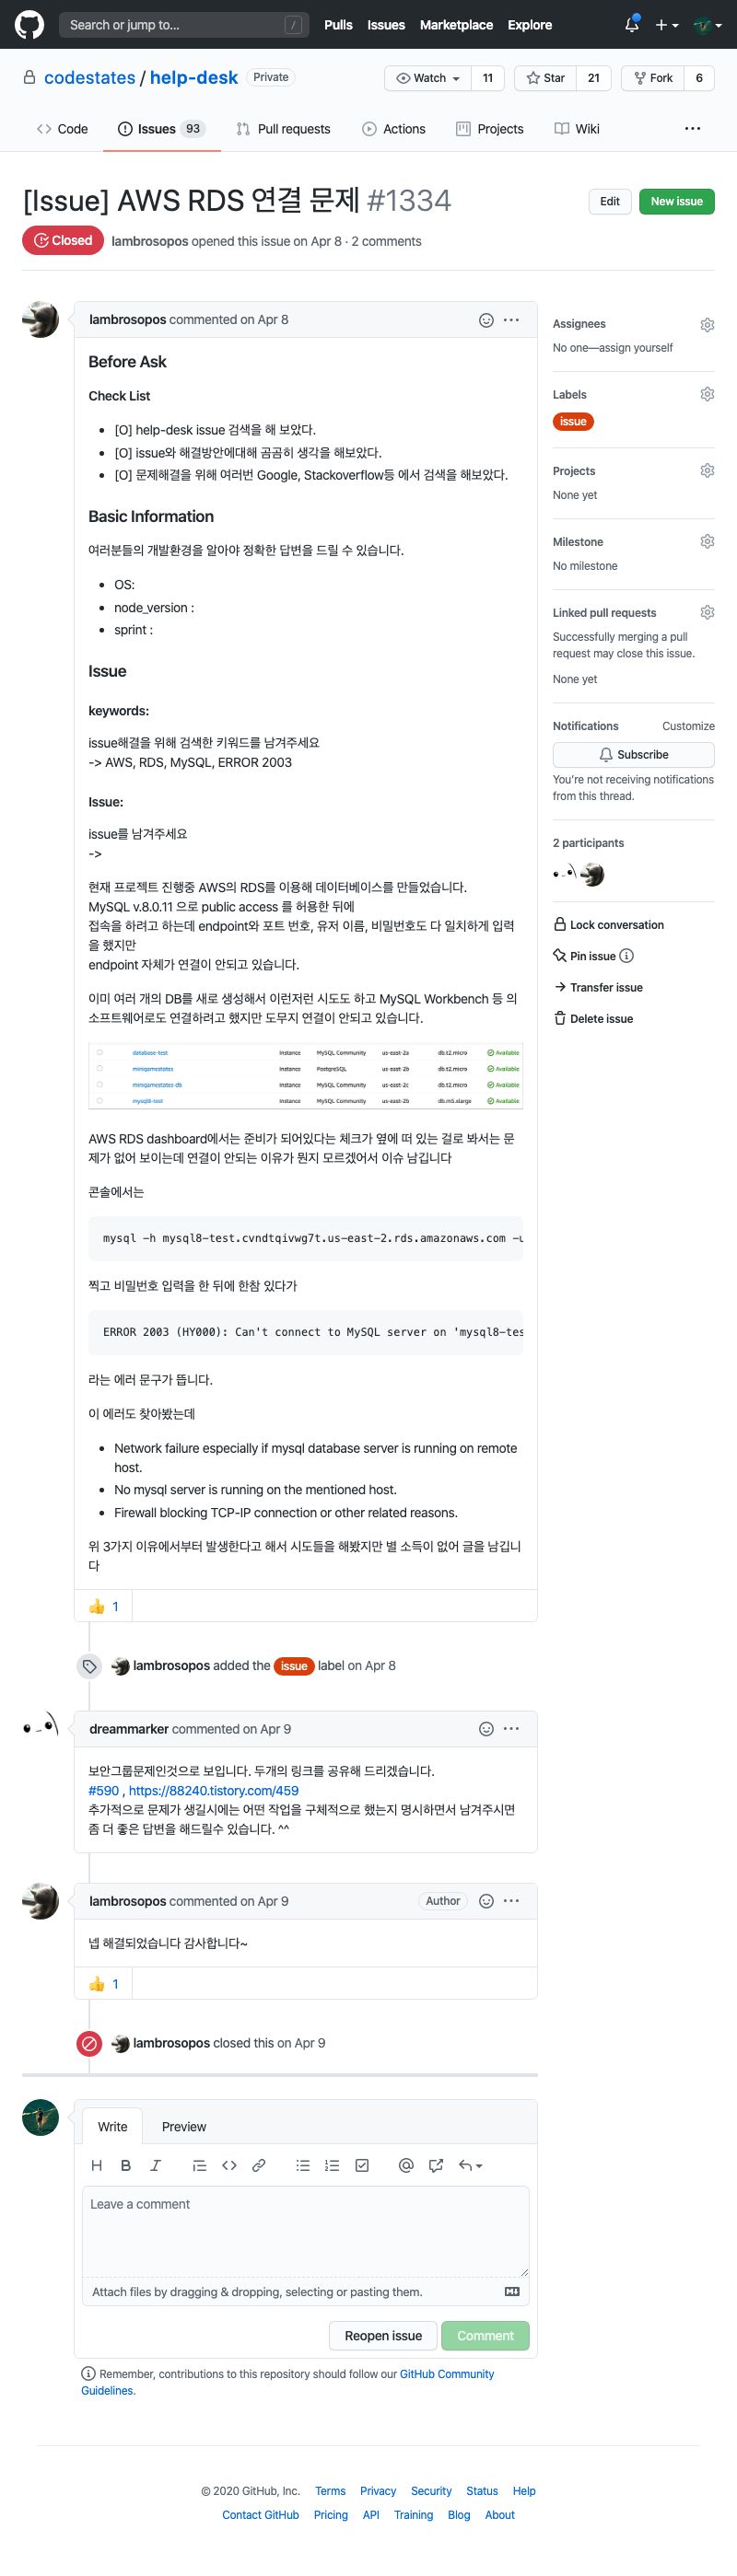 Search or jump to...
/
Pulls Issues Marketplace Explore
codestates / help-desk Private
Watch 11 Star 21 Fork 6
Code Issues 93 Pull requests Actions Projects Wiki
[Issue] AWS RDS 연결 문제 #1334
Edit New issue
Closed lambrosopos opened this issue on Apr 8 · 2 comments
lambrosopos commented on Apr 8
Before Ask
Check List
• [O] help-desk issue 검색을 해 보았다.
• [O] issue와 해결방안에대해 곰곰히 생각을 해보았다.
• [O] 문제해결을 위해 여러번 Google, Stackoverflow등 에서 검색을 해보았다.
Basic Information
여러분들의 개발환경을 알아야 정확한 답변을 드릴 수 있습니다.
• OS:
• node_version :
• sprint :
Issue
keywords:
issue해결을 위해 검색한 키워드를 남겨주세요
-> AWS, RDS, MySQL, ERROR 2003
Issue:
issue를 남겨주세요
->
현재 프로젝트 진행중 AWS의 RDS를 이용해 데이터베이스를 만들었습니다.
MySQL v.8.0.11 으로 public access 를 허용한 뒤에
접속을 하려고 하는데 endpoint와 포트 번호, 유저 이름, 비밀번호도 다 일치하게 입력
을 했지만
endpoint 자체가 연결이 안되고 있습니다.
이미 여러 개의 DB를 새로 생성해서 이런저런 시도도 하고 MySQL Workbench 등 의
소프트웨어로도 연결하려고 했지만 도무지 연결이 안되고 있습니다.
database-test Instance MySQL Community us-east-2a db.t2.micro Available
minigamestates Instance PostgreSQL us-east-2b db.t2.micro Available
minigamestates-db Instance MySQL Community us-east-2c db.t2.micro Available
mysql8-test Instance MySQL Community us-east-2b db.m5.xlarge Available
AWS RDS dashboard에서는 준비가 되어있다는 체크가 옆에 떠 있는 걸로 봐서는 문
제가 없어 보이는데 연결이 안되는 이유가 뭔지 모르겠어서 이슈 남깁니다
콘솔에서는
mysql -h mysql8-test.cvndtqivwg7t.us-east-2.rds.amazonaws.com -u
찍고 비밀번호 입력을 한 뒤에 한참 있다가
ERROR 2003 (HY000): Can't connect to MySQL server on 'mysql8-tes
라는 에러 문구가 뜹니다.
이 에러도 찾아봤는데
• Network failure especially if mysql database server is running on remote
host.
• No mysql server is running on the mentioned host.
• Firewall blocking TCP-IP connection or other related reasons.
위 3가지 이유에서부터 발생한다고 해서 시도들을 해봤지만 별 소득이 없어 글을 남깁니
다
👍 1
lambrosopos added the issue label on Apr 8
dreammarker commented on Apr 9
보안그룹문제인것으로 보입니다. 두개의 링크를 공유해 드리겠습니다.
#590 , https://88240.tistory.com/459
추가적으로 문제가 생길시에는 어떤 작업을 구체적으로 했는지 명시하면서 남겨주시면
좀 더 좋은 답변을 해드릴수 있습니다. ^^
lambrosopos commented on Apr 9 Author
넵 해결되었습니다 감사합니다~
👍 1
lambrosopos closed this on Apr 9
Write Preview
Leave a comment
Attach files by dragging & dropping, selecting or pasting them.
Reopen issue Comment
Remember, contributions to this repository should follow our GitHub Community
Guidelines.
Assignees
No one—assign yourself
Labels
issue
Projects
None yet
Milestone
No milestone
Linked pull requests
Successfully merging a pull
request may close this issue.
None yet
Notifications Customize
Subscribe
You're not receiving notifications
from this thread.
2 participants
Lock conversation
Pin issue
Transfer issue
Delete issue
© 2020 GitHub, Inc. Terms Privacy Security Status Help
Contact GitHub Pricing API Training Blog About